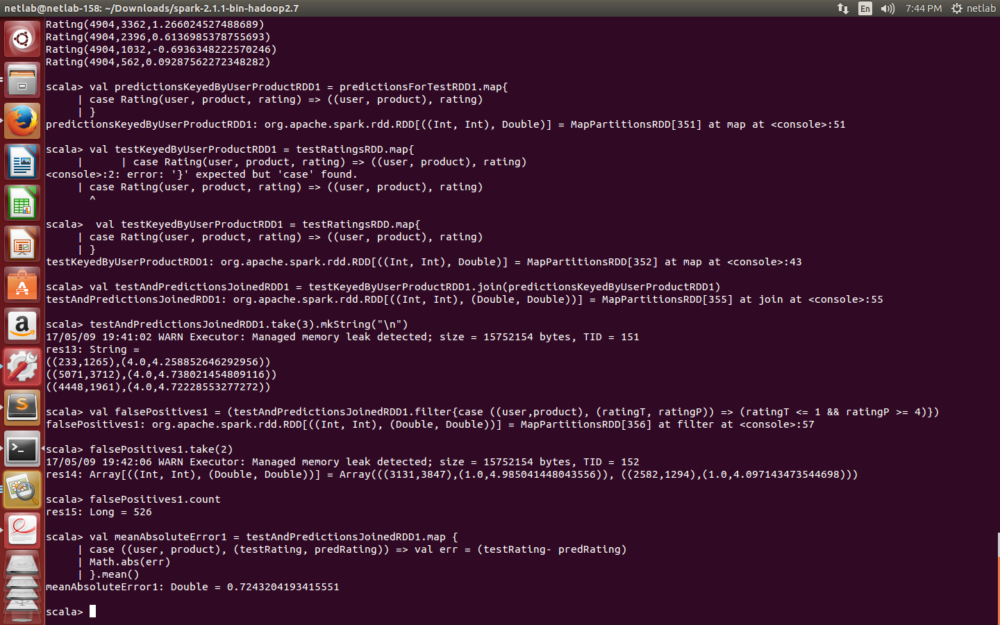 netlab@netlab-158: ~/Downloads/spark-2.1.1-bin-hadoop2.7
En
7:44 PM
netlab
Rating(4904,3362,1.266024527488689)
Rating(4904,2396,0.6136985378755693)
Rating(4904,1032,-0.6936348222570246)
Rating(4904,562,0.09287562272348282)
scala> val predictionsKeyedByUserProductRDD1 = predictionsForTestRDD1.map{
| case Rating(user, product, rating) => ((user, product), rating)
| }
predictionsKeyedByUserProductRDD1: org.apache.spark.rdd.RDD[((Int, Int), Double)] = MapPartitionsRDD[351] at map at <console>:51
scala> val testKeyedByUserProductRDD1 = testRatingsRDD.map{
|      | case Rating(user, product, rating) => ((user, product), rating)
<console>:2: error: '}' expected but 'case' found.
| case Rating(user, product, rating) => ((user, product), rating)
^
scala>  val testKeyedByUserProductRDD1 = testRatingsRDD.map{
| case Rating(user, product, rating) => ((user, product), rating)
| }
testKeyedByUserProductRDD1: org.apache.spark.rdd.RDD[((Int, Int), Double)] = MapPartitionsRDD[352] at map at <console>:43
scala> val testAndPredictionsJoinedRDD1 = testKeyedByUserProductRDD1.join(predictionsKeyedByUserProductRDD1)
testAndPredictionsJoinedRDD1: org.apache.spark.rdd.RDD[((Int, Int), (Double, Double))] = MapPartitionsRDD[355] at join at <console>:55
scala> testAndPredictionsJoinedRDD1.take(3).mkString("\n")
17/05/09 19:41:02 WARN Executor: Managed memory leak detected; size = 15752154 bytes, TID = 151
res13: String =
((233,1265),(4.0,4.258852646292956))
((5071,3712),(4.0,4.738021454809116))
((4448,1961),(4.0,4.72228553277272))
scala> val falsePositives1 = (testAndPredictionsJoinedRDD1.filter{case ((user,product), (ratingT, ratingP)) => (ratingT <= 1 && ratingP >= 4)})
falsePositives1: org.apache.spark.rdd.RDD[((Int, Int), (Double, Double))] = MapPartitionsRDD[356] at filter at <console>:57
scala> falsePositives1.take(2)
17/05/09 19:42:06 WARN Executor: Managed memory leak detected; size = 15752154 bytes, TID = 152
res14: Array[((Int, Int), (Double, Double))] = Array(((3131,3847),(1.0,4.985041448043556)), ((2582,1294),(1.0,4.097143473544698)))
scala> falsePositives1.count
res15: Long = 526
scala> val meanAbsoluteError1 = testAndPredictionsJoinedRDD1.map {
| case ((user, product), (testRating, predRating)) => val err = (testRating- predRating)
| Math.abs(err)
| }.mean()
meanAbsoluteError1: Double = 0.7243204193415551
scala>